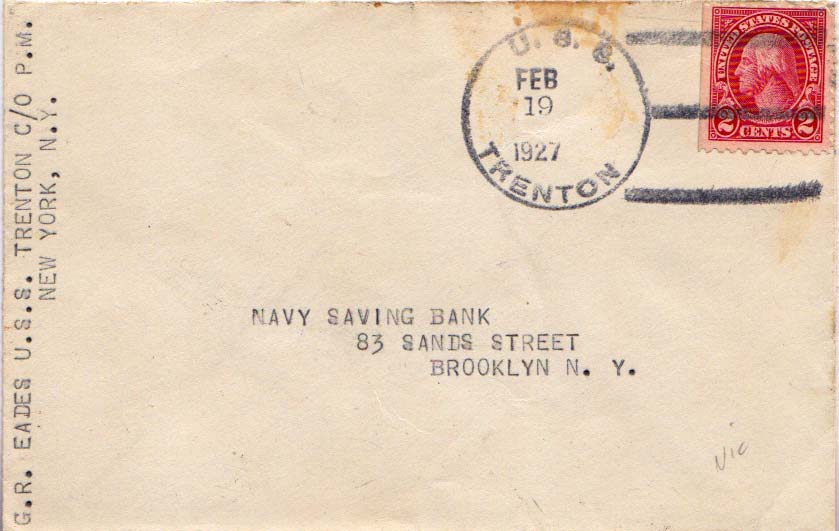 G.R. EADES U.S.S. TRENTON C/O P.M.
NEW YORK, N.Y.
U. S. S.
FEB
19
1927
TRENTON
UNITED STATES POSTAGE
2 CENTS 2
NAVY SAVING BANK
83 SANDS STREET
BROOKLYN N. Y.